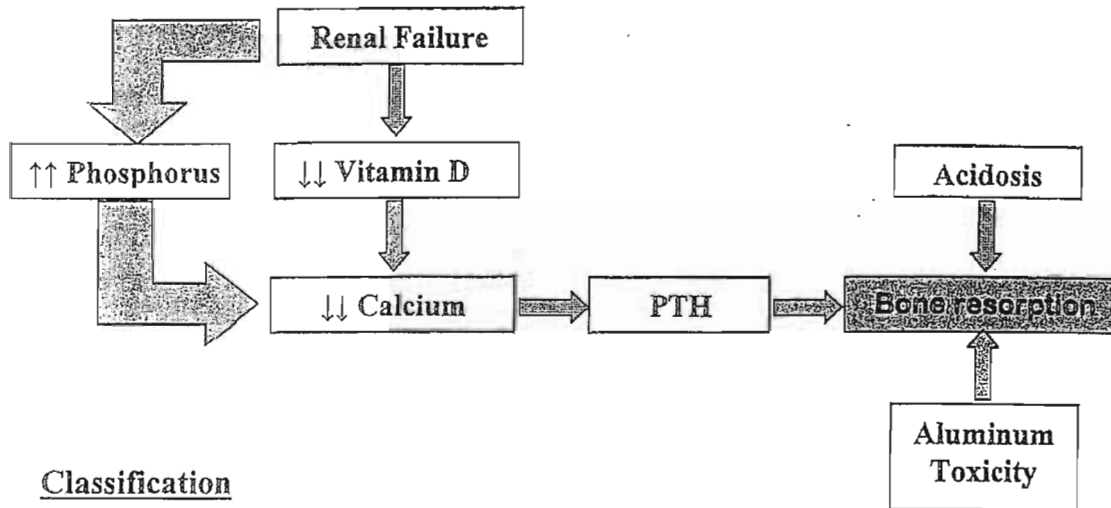 Renal Failure
↑↑ Phosphorus
↓↓ Vitamin D
Acidosis
↓↓ Calcium
PTH
Bone resorption
Aluminum
Toxicity
Classification